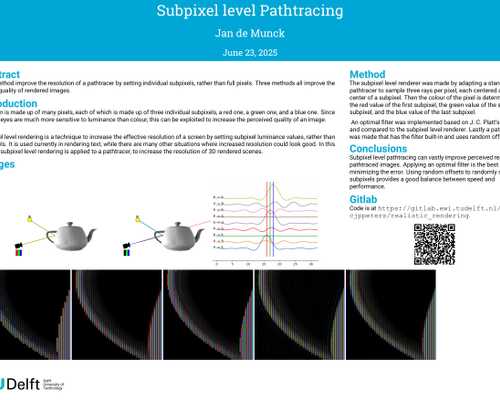 Subpixel level Pathtracing
Jan de Munck
June 23, 2025
tract
ethod improve the resolution of a pathtracer by setting individual subpixels, rather than full pixels. Three methods all improve the
quality of rendered images.
oduction
n is made up of many pixels, each of which is made up of three individual subpixels, a red one, a green one, and a blue one. Since
eyes are much more sensitive to luminance than colour, this can be exploited to increase the perceived quality of an image.
el level rendering is a technique to increase the effective resolution of a screen by setting subpixel luminance values, rather than
ls. It is used currently in rendering text, while there are many other situations where increased resolution could look good. In this
subpixel level rendering is applied to a pathtracer, to increase the resolution of 3D rendered scenes.
ages
0 5 10 15 20 25 30
Method
The subpixel level renderer was made by adapting a stan
pathtracer to sample three rays per pixel, each centered a
center of a subpixel. Then the colour of the pixel is determ
the red value of the first subpixel, the green value of the s
subpixel, and the blue value of the last subpixel.
An optimal filter was implemented based on J. C. Platt's
and compared to the subpixel level renderer. Lastly a pat
was made that has the filter built-in and uses random off
Conclusions
Subpixel level pathtracing can vastly improve perceived re
pathtraced images. Applying an optimal filter is the best
minimizing the error. Using random offsets to randomly s
subpixels provides a good balance between speed and
performance.
Gitlab
Code is at https://gitlab.ewi.tudelft.nl/
djppeters/realistic_rendering
TUDelft
Delft
University of
Technology